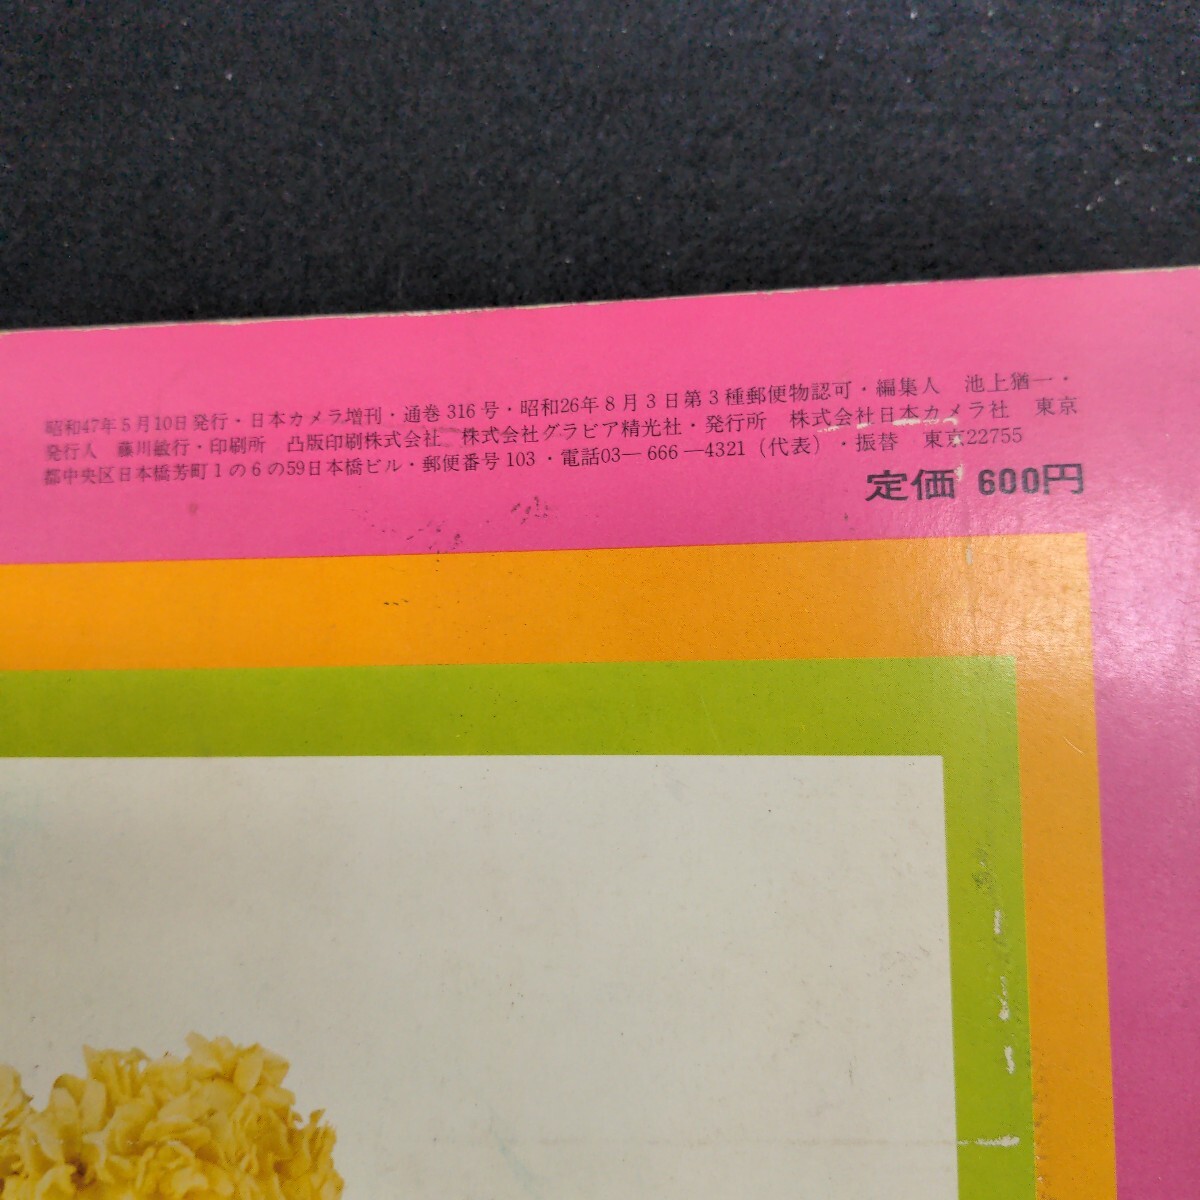 昭和47年5月10日発行・日本カメラ増刊・通巻316号・昭和26年8月3日第3種郵便物認可・編集人　池上猶一・
発行人　藤川敏行・印刷所　凸版印刷株式会社　株式会社グラビア精光社・発行所　株式会社日本カメラ社　東京
都中央区日本橋芳町1の6の59日本橋ビル・郵便番号103・電話03―666―4321（代表）・振替　東京22755
定価 600円